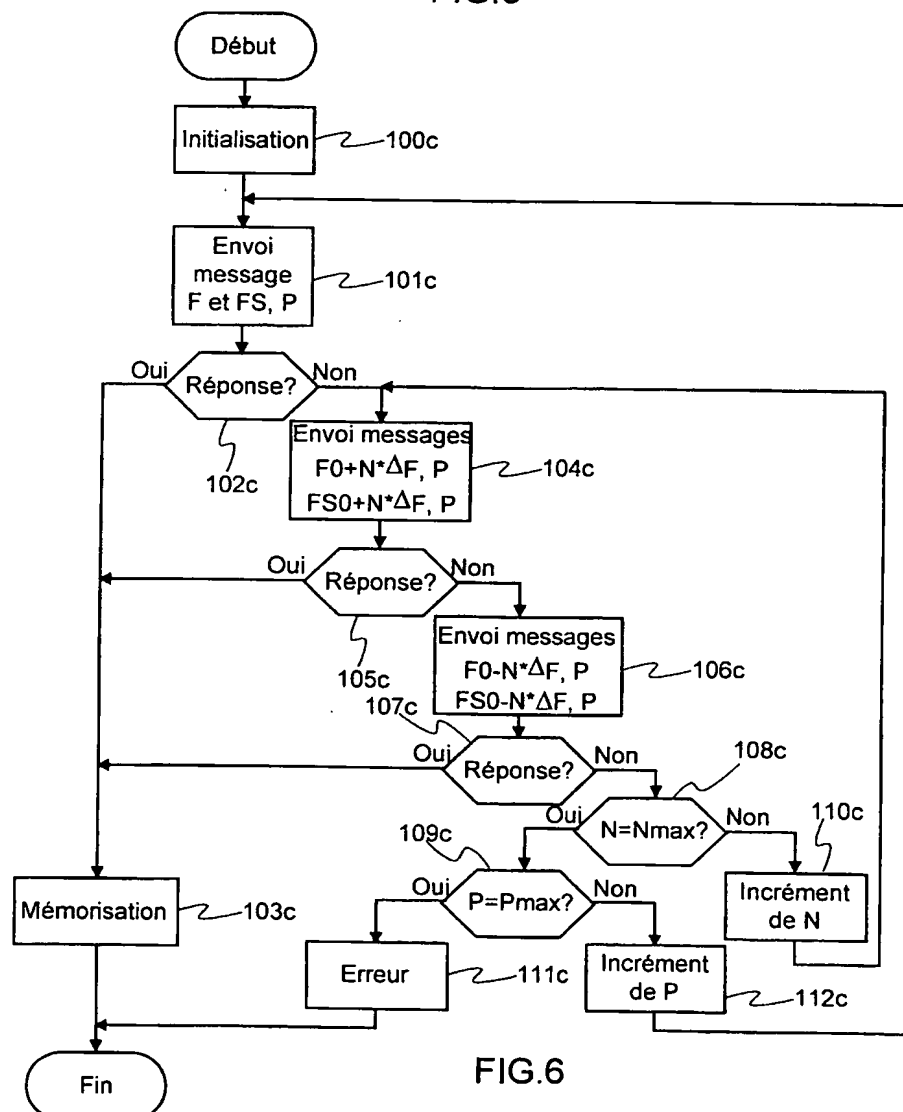 Début
Initialisation
100c
Envoi
message
F et FS, P
101c
Oui
Réponse?
Non
102c
Envoi messages
F0+N*ΔF, P
FS0+N*ΔF, P
104c
Oui
Réponse?
Non
105c
Envoi messages
F0-N*ΔF, P
FS0-N*ΔF, P
106c
107c
Oui
Réponse?
Non
108c
Oui
N=Nmax?
Non
110c
109c
Oui
P=Pmax?
Non
Incrément
de N
Mémorisation
103c
Erreur
111c
Incrément
de P
112c
Fin
FIG.6